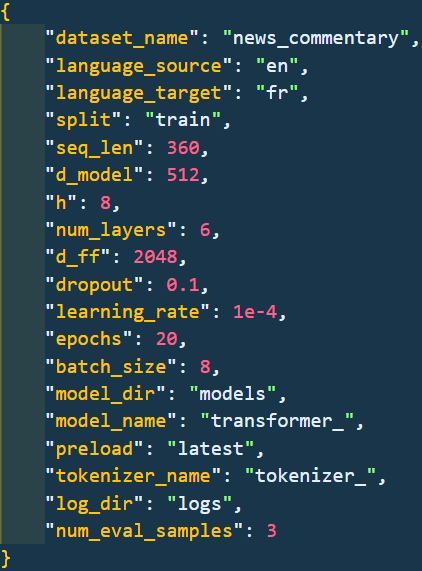 {
"dataset_name": "news_commentary",
"language_source": "en",
"language_target": "fr",
"split": "train",
"seq_len": 360,
"d_model": 512,
"h": 8,
"num_layers": 6,
"d_ff": 2048,
"dropout": 0.1,
"learning_rate": 1e-4,
"epochs": 20,
"batch_size": 8,
"model_dir": "models",
"model_name": "transformer_",
"preload": "latest",
"tokenizer_name": "tokenizer_",
"log_dir": "logs",
"num_eval_samples": 3
}